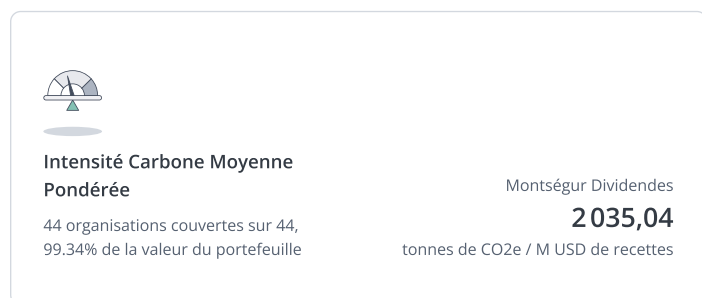 Intensité Carbone Moyenne
Pondérée
44 organisations couvertes sur 44,
99.34% de la valeur du portefeuille
Montségur Dividendes
2 035,04
tonnes de CO2e / M USD de recettes